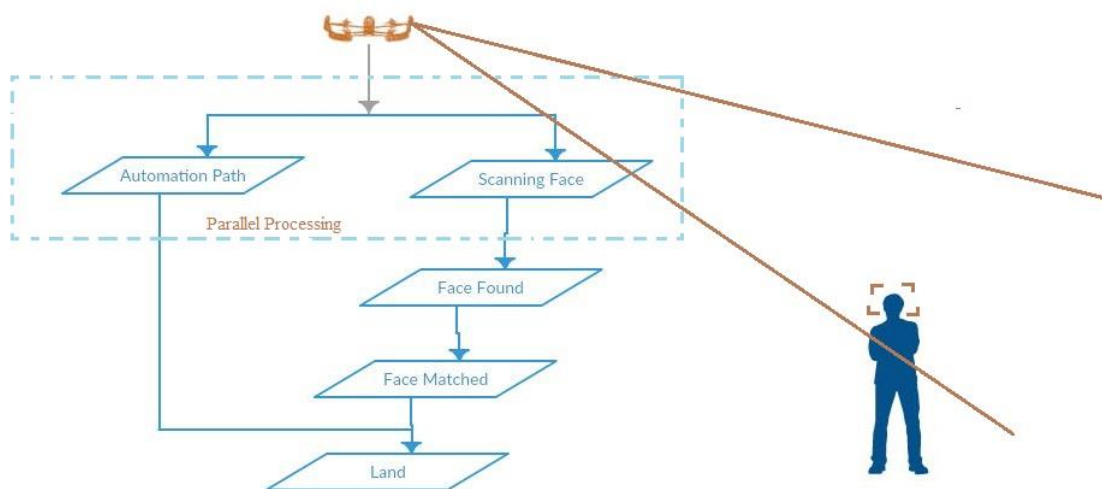 Automation Path
Scanning Face
Parallel Processing
Face Found
Face Matched
Land